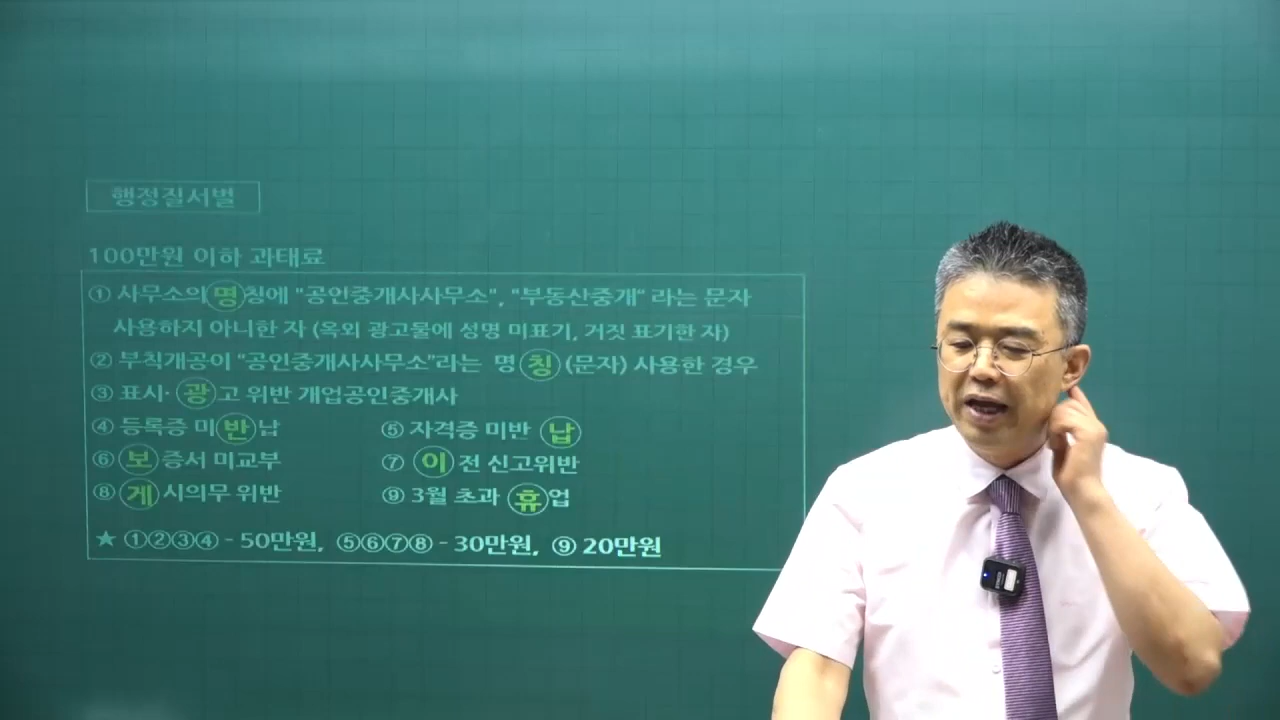 행정질서벌
100만원 이하 과태료
① 사무소의 명칭에 "공인중개사사무소", "부동산중개" 라는 문자
사용하지 아니한 자 (옥외 광고물에 성명 미표기, 거짓 표기한 자)
② 부칙개공이 "공인중개사사무소"라는 명칭 (문자) 사용한 경우
③ 표시· 광고 위반 개업공인중개사
④ 등록증 미반납 ⑤ 자격증 미반납
⑥ 보증서 미교부 ⑦ 이전 신고위반
⑧ 게시의무 위반 ⑨ 3월 초과 휴업
★ ①②③④ - 50만원, ⑤⑥⑦⑧ - 30만원, ⑨ 20만원